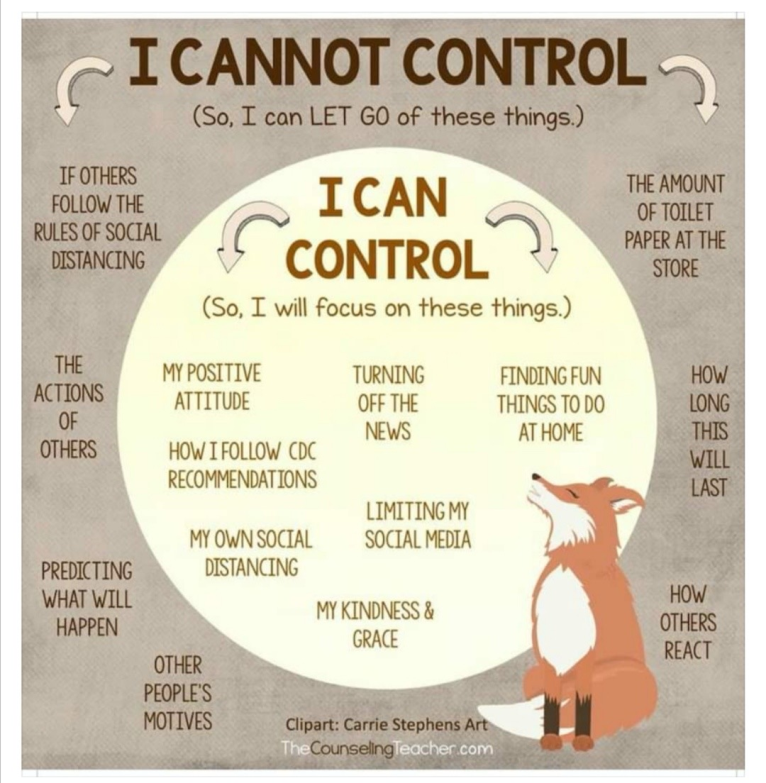 I CANNOT CONTROL
(So, I can LET GO of these things.)
IF OTHERS
FOLLOW THE
RULES OF SOCIAL
DISTANCING
THE AMOUNT
OF TOILET
PAPER AT THE
STORE
I CAN
CONTROL
(So, I will focus on these things.)
THE
ACTIONS
OF
OTHERS
MY POSITIVE
ATTITUDE
TURNING
OFF THE
NEWS
FINDING FUN
THINGS TO DO
AT HOME
HOW
LONG
THIS
WILL
LAST
HOW I FOLLOW CDC
RECOMMENDATIONS
LIMITING MY
SOCIAL MEDIA
MY OWN SOCIAL
DISTANCING
PREDICTING
WHAT WILL
HAPPEN
MY KINDNESS &
GRACE
HOW
OTHERS
REACT
OTHER
PEOPLE'S
MOTIVES
Clipart: Carrie Stephens Art
TheCounselingTeacher.com